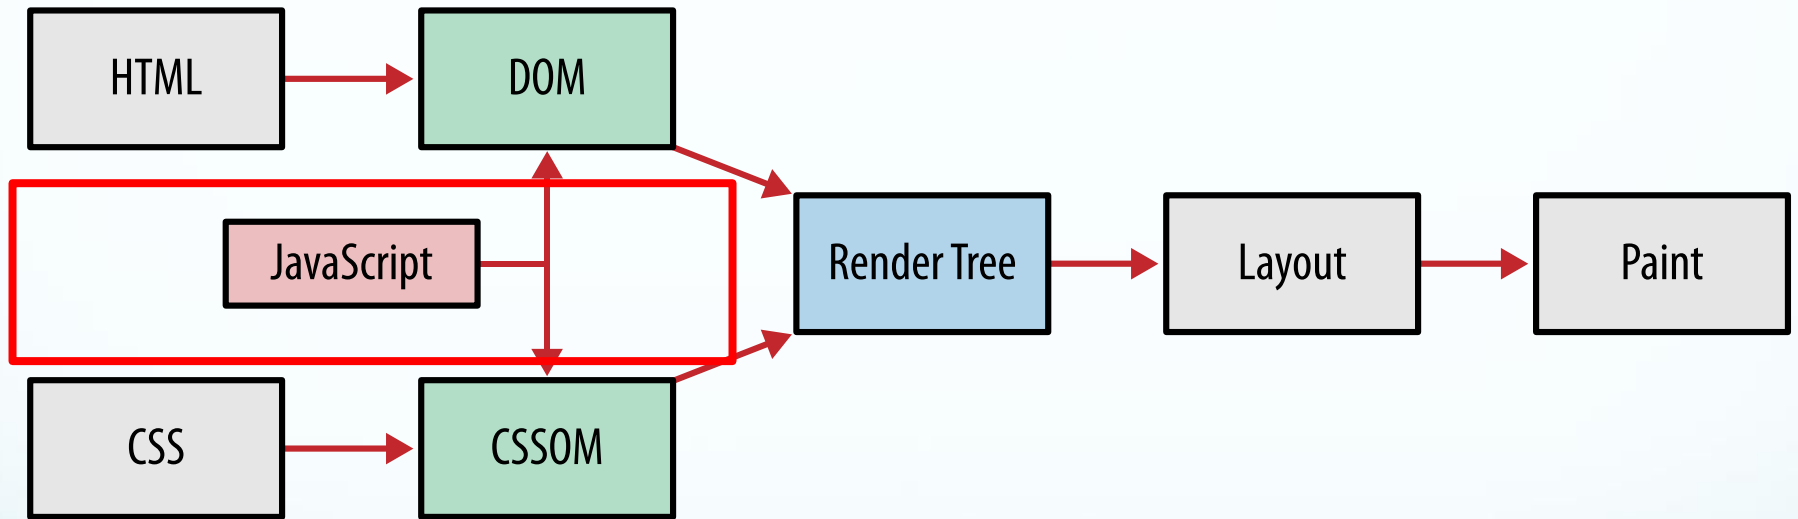 HTML
DOM
JavaScript
Render Tree
Layout
Paint
CSS
CSSOM